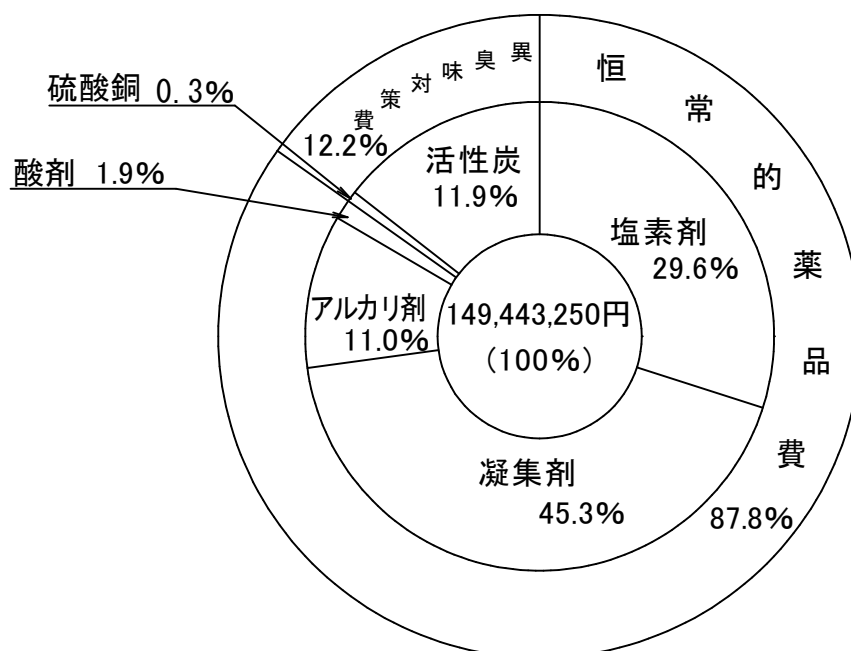 異臭味対策費
12.2%
恒常的薬品費
87.8%
硫酸銅 0.3%
酸剤 1.9%
活性炭
11.9%
塩素剤
29.6%
アルカリ剤
11.0%
149,443,250円
(100%)
凝集剤
45.3%